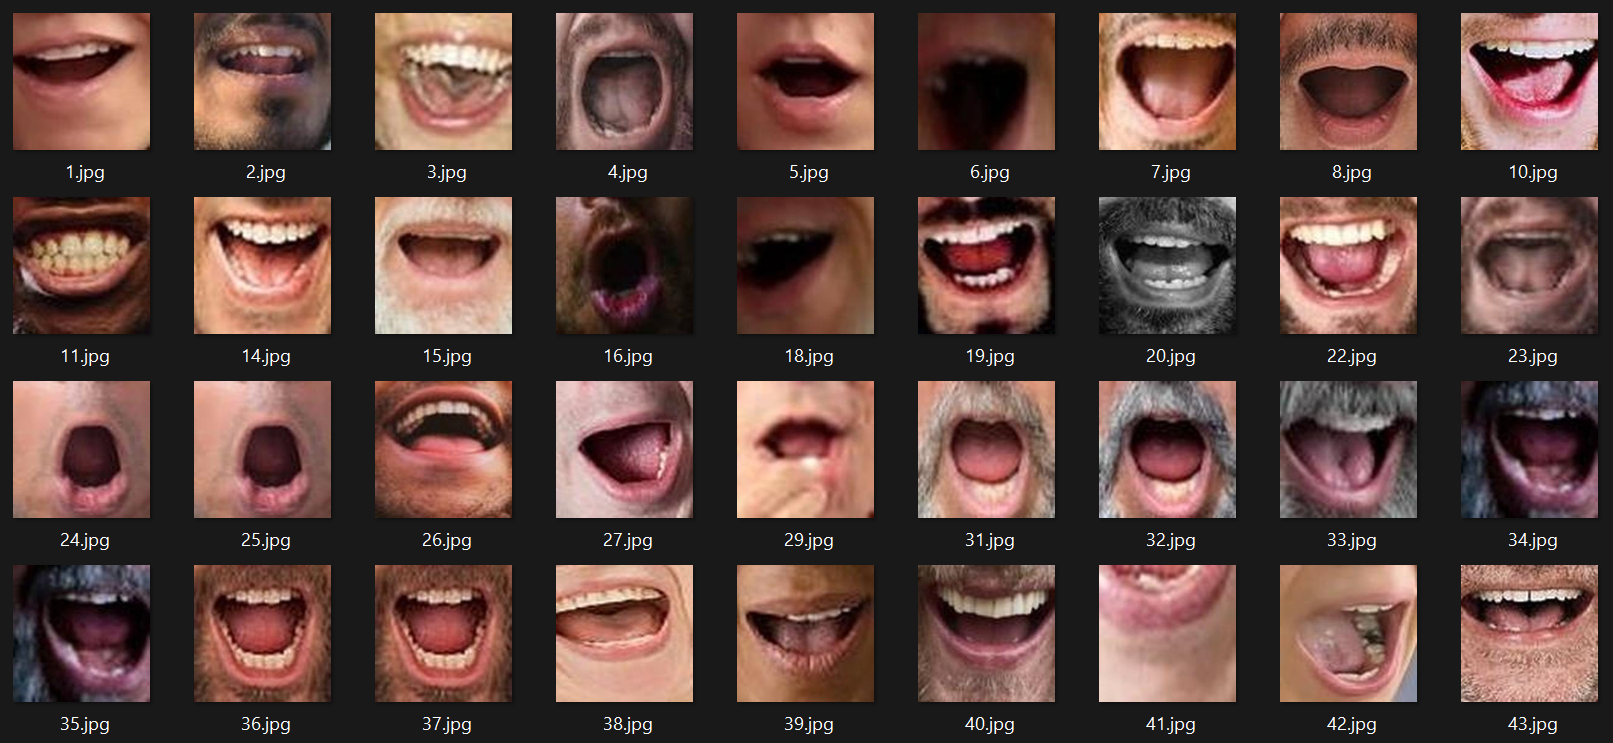 1.jpg 2.jpg 3.jpg 4.jpg 5.jpg 6.jpg 7.jpg 8.jpg 10.jpg
11.jpg 14.jpg 15.jpg 16.jpg 18.jpg 19.jpg 20.jpg 22.jpg 23.jpg
24.jpg 25.jpg 26.jpg 27.jpg 29.jpg 31.jpg 32.jpg 33.jpg 34.jpg
35.jpg 36.jpg 37.jpg 38.jpg 39.jpg 40.jpg 41.jpg 42.jpg 43.jpg